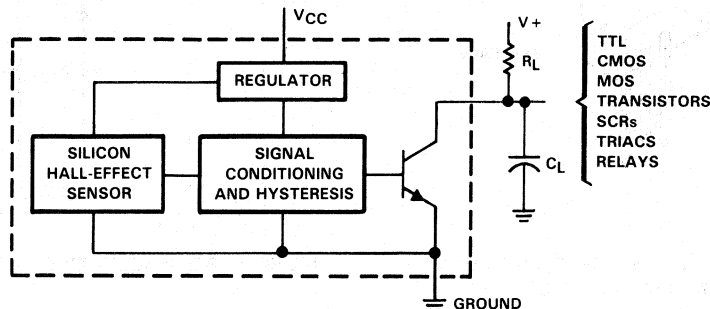 VCC
V+
RL
REGULATOR
SILICON
HALL-EFFECT
SENSOR
SIGNAL
CONDITIONING
AND HYSTERESIS
CL
TTL
CMOS
MOS
TRANSISTORS
SCRs
TRIACS
RELAYS
GROUND